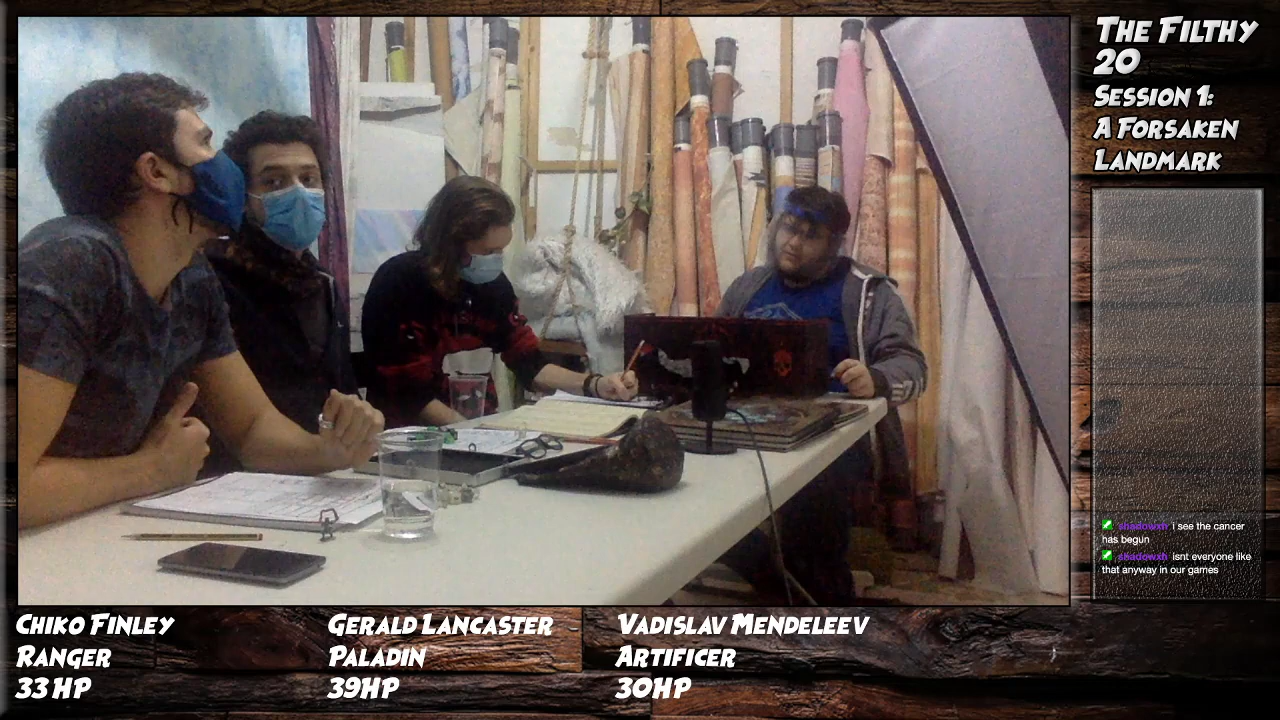 The Filthy
20
Session 1:
A Forsaken
Landmark
shadowxh i see the cancer
has begun
shadowxh isnt everyone like
that anyway in our games
Chiko Finley
Ranger
33 HP
Gerald Lancaster
Paladin
39HP
Vadislav Mendeleev
Artificer
30HP